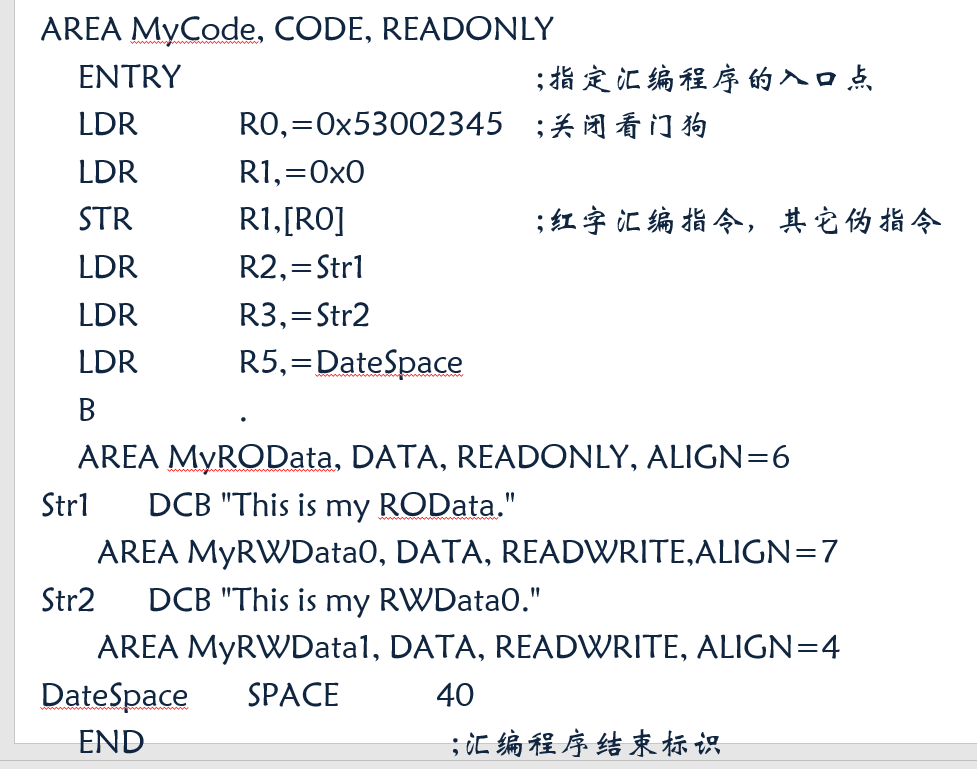 AREA MyCode, CODE, READONLY
ENTRY ;指定汇编程序的入口点
LDR R0,=0x53002345 ;关闭看门狗
LDR R1,=0x0
STR R1,[R0] ;红字汇编指令，其它伪指令
LDR R2,=Str1
LDR R3,=Str2
LDR R5,=DateSpace
B .
AREA MyROData, DATA, READONLY, ALIGN=6
Str1 DCB "This is my ROData."
AREA MyRWData0, DATA, READWRITE,ALIGN=7
Str2 DCB "This is my RWData0."
AREA MyRWData1, DATA, READWRITE, ALIGN=4
DateSpace SPACE 40
END ;汇编程序结束标识